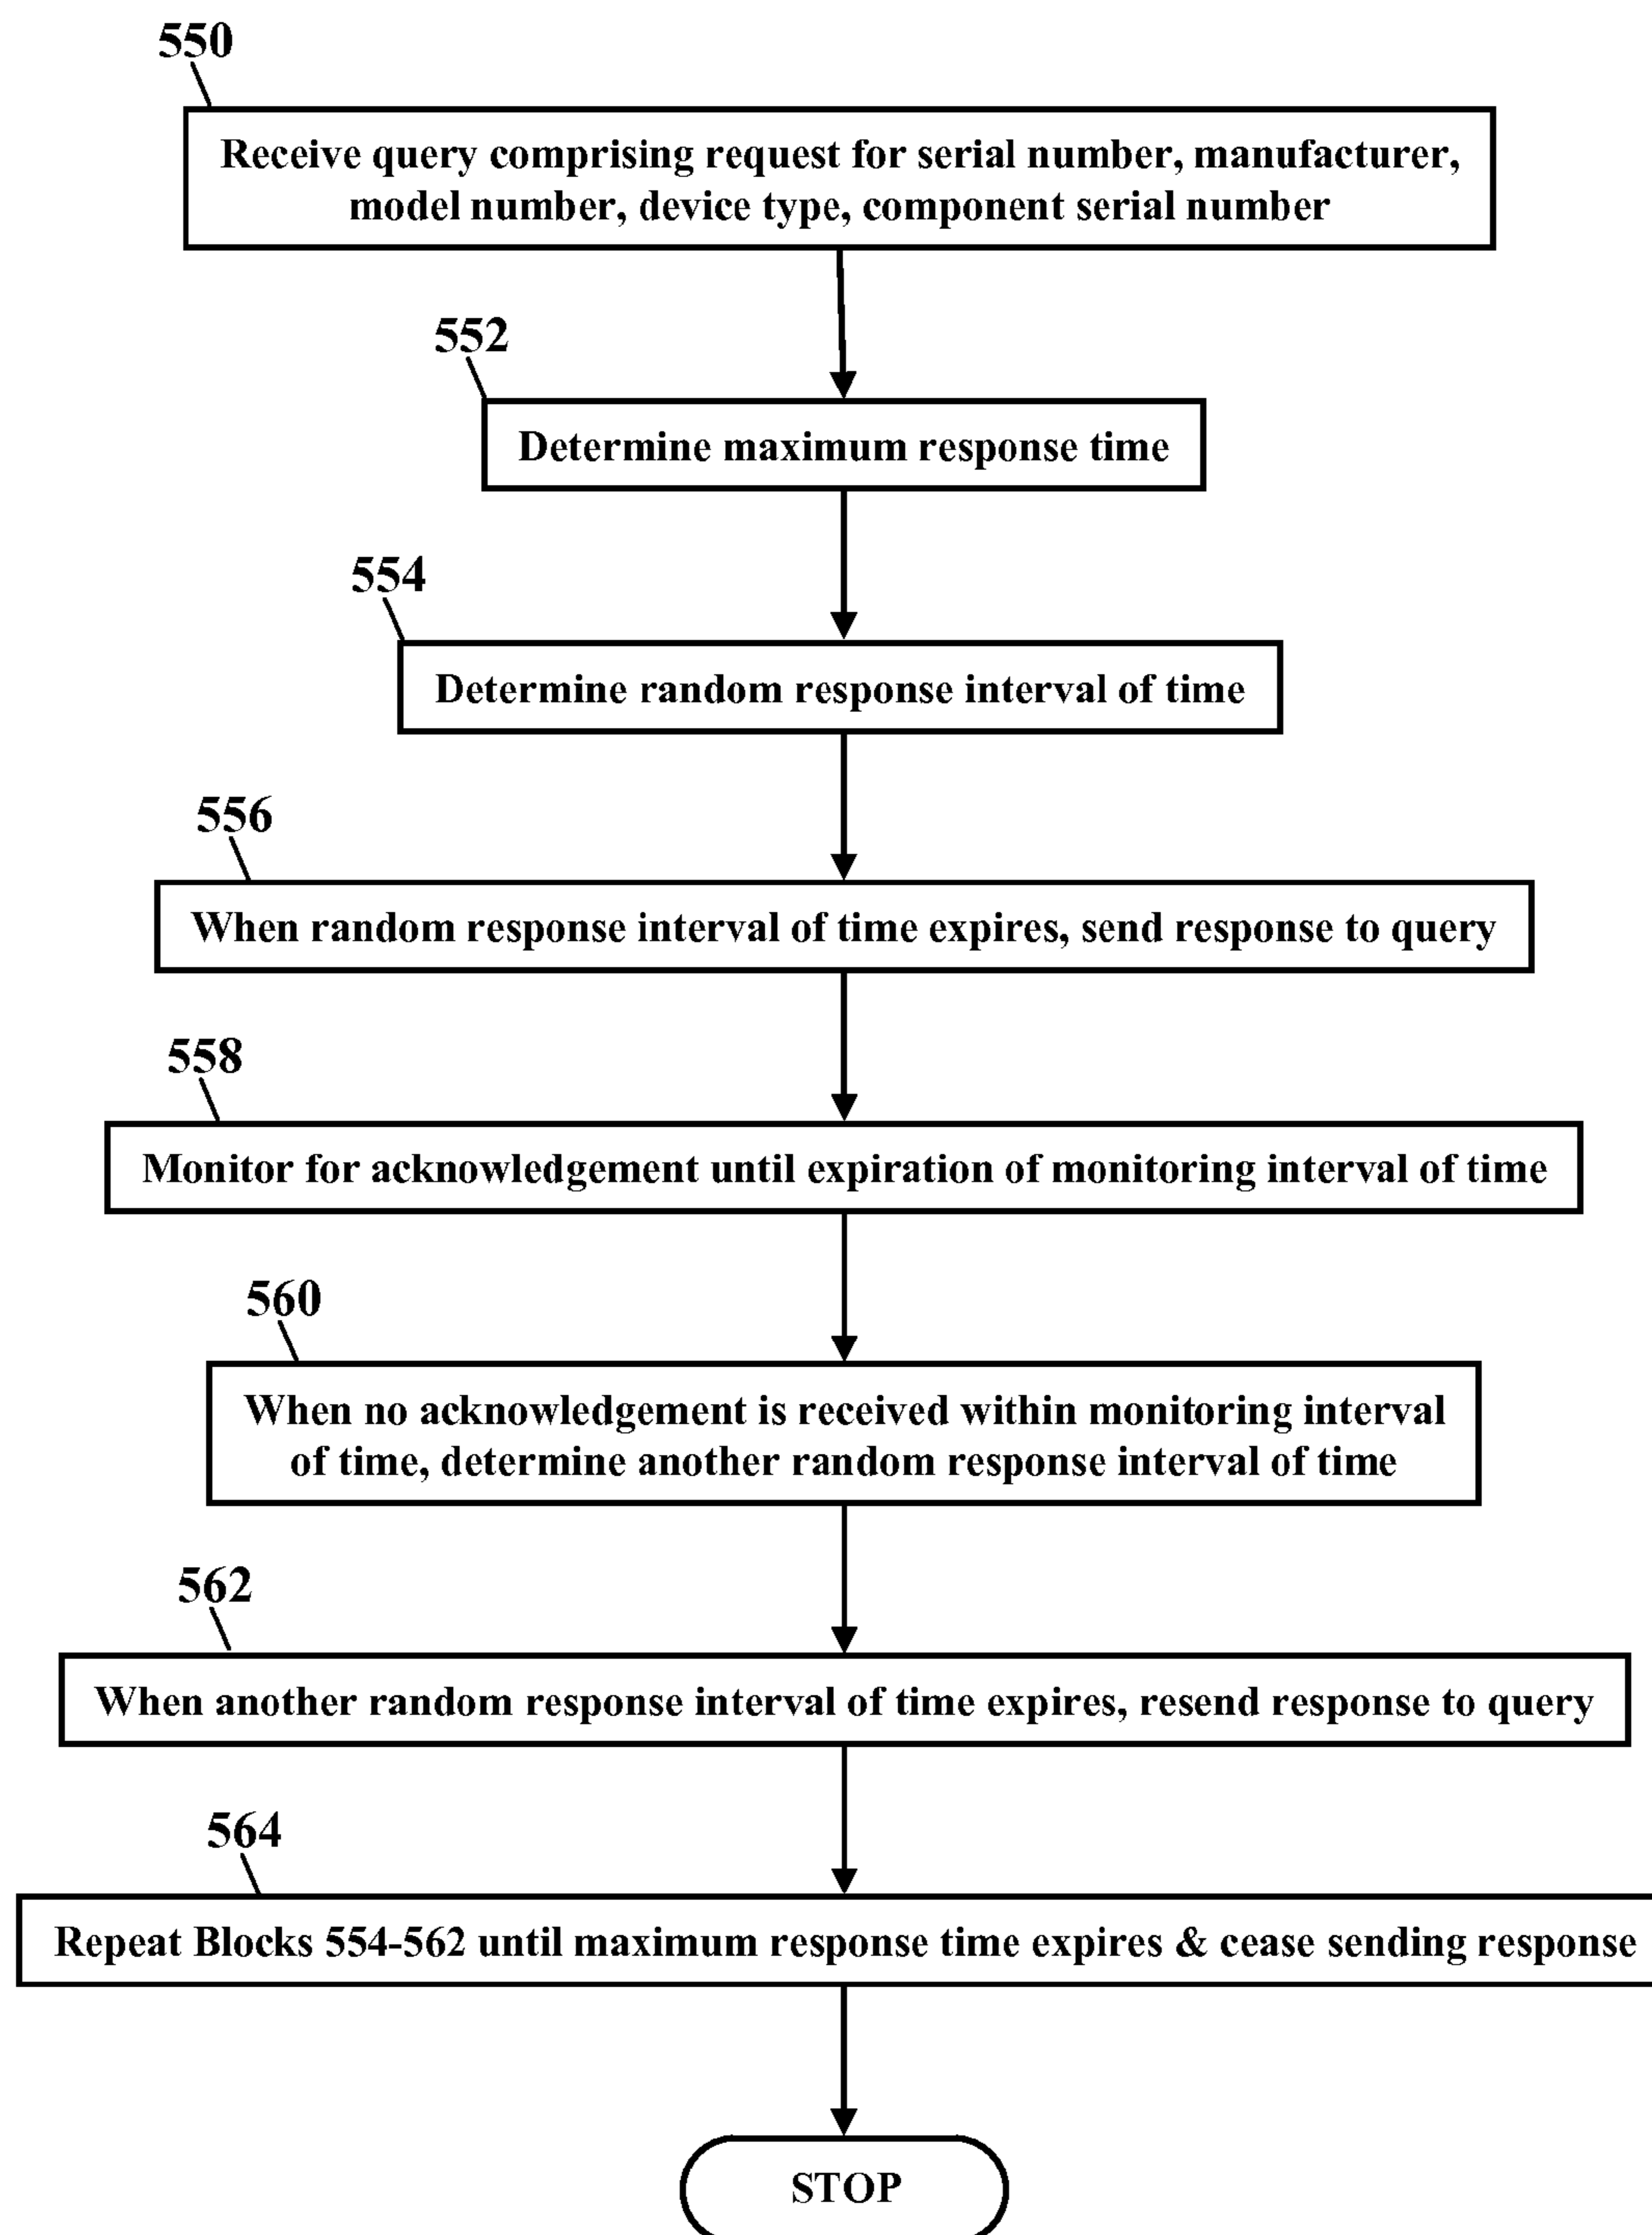 550
Receive query comprising request for serial number, manufacturer,
model number, device type, component serial number
552
Determine maximum response time
554
Determine random response interval of time
556
When random response interval of time expires, send response to query
558
Monitor for acknowledgement until expiration of monitoring interval of time
560
When no acknowledgement is received within monitoring interval
of time, determine another random response interval of time
562
When another random response interval of time expires, resend response to query
564
Repeat Blocks 554-562 until maximum response time expires & cease sending response
STOP